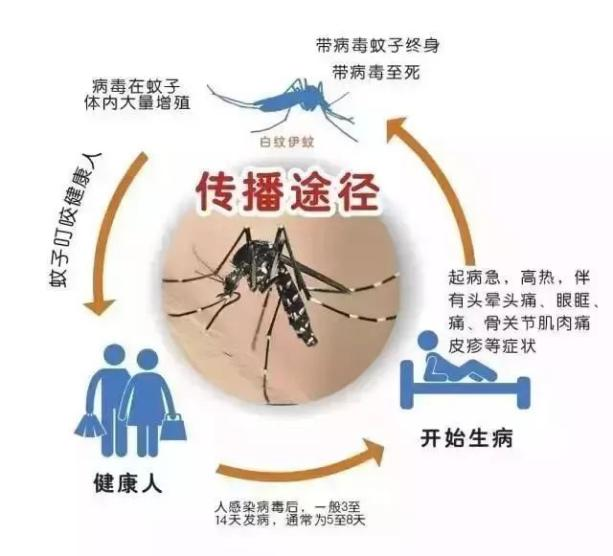 带病毒蚊子终身
带病毒至死
病毒在蚊子
体内大量增殖
白纹伊蚊
传播途径
蚊子叮咬健康人
起病急，高热，伴
有头晕头痛、眼眶、
痛、骨关节肌肉痛
皮疹等症状
健康人
开始生病
人感染病毒后，一般3至
14天发病，通常为5至8天